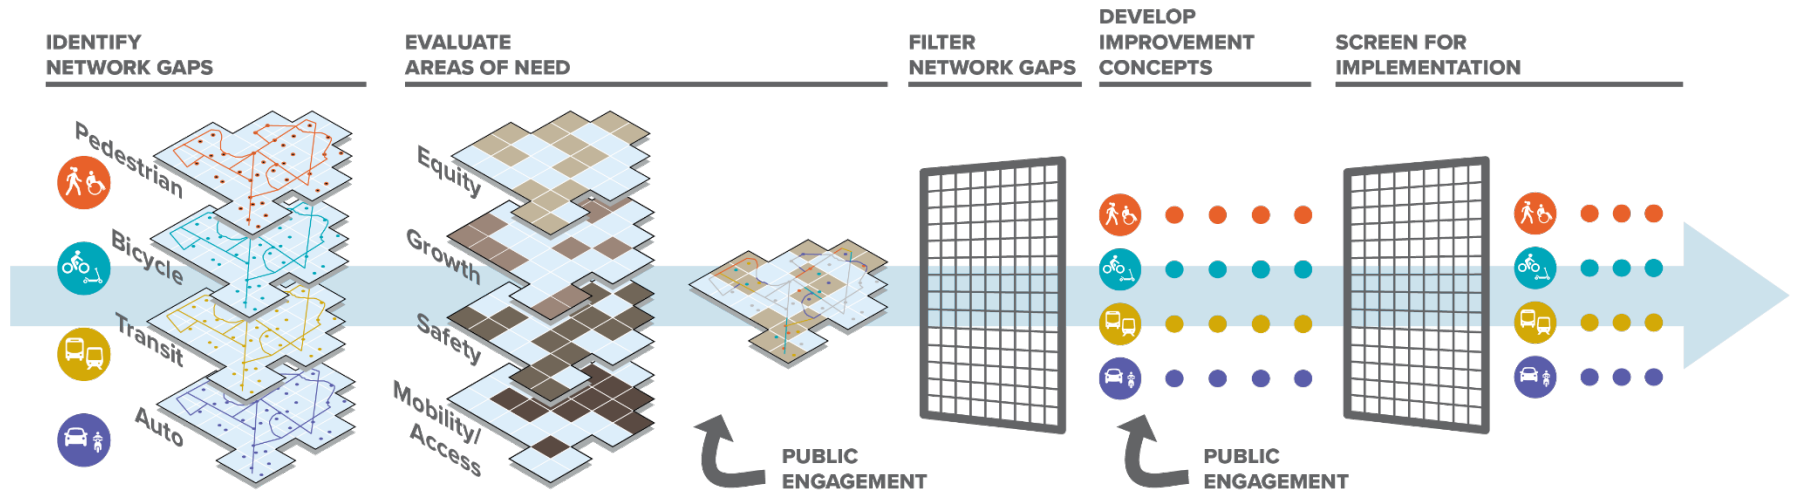 IDENTIFY
NETWORK GAPS
EVALUATE
AREAS OF NEED
FILTER
NETWORK GAPS
DEVELOP
IMPROVEMENT
CONCEPTS
SCREEN FOR
IMPLEMENTATION
Pedestrian
Bicycle
Transit
Auto
Equity
Growth
Safety
Mobility/
Access
PUBLIC
ENGAGEMENT
PUBLIC
ENGAGEMENT